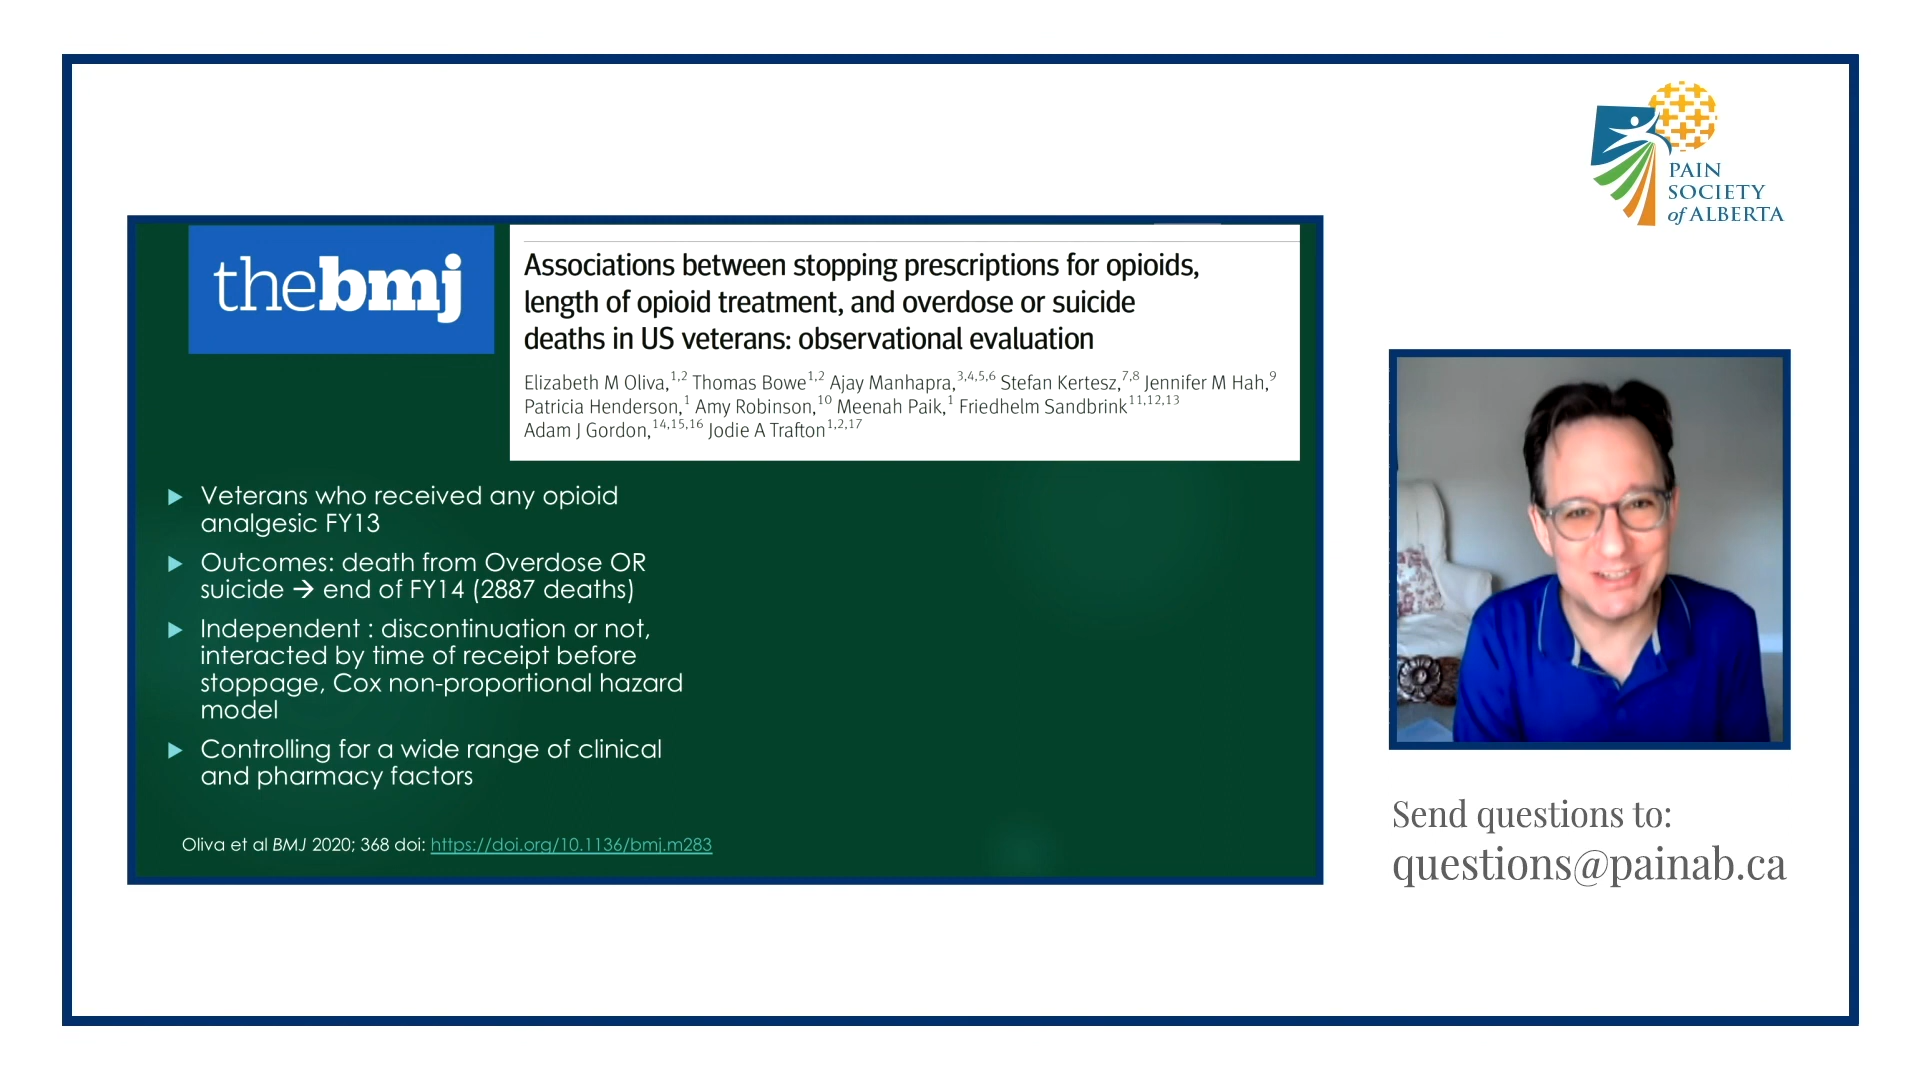 PAIN
SOCIETY
of ALBERTA
thebmj
Associations between stopping prescriptions for opioids,
length of opioid treatment, and overdose or suicide
deaths in US veterans: observational evaluation
Elizabeth M Oliva,1,2 Thomas Bowe1,2 Ajay Manhapra,3,4,5,6 Stefan Kertesz,7,8 Jennifer M Hah,9
Patricia Henderson,1 Amy Robinson,10 Meenah Paik,1 Friedhelm Sandbrink11,12,13
Adam J Gordon,14,15,16 Jodie A Trafton1,2,17
▶ Veterans who received any opioid
analgesic FY13
▶ Outcomes: death from Overdose OR
suicide → end of FY14 (2887 deaths)
▶ Independent : discontinuation or not,
interacted by time of receipt before
stoppage, Cox non-proportional hazard
model
▶ Controlling for a wide range of clinical
and pharmacy factors
Oliva et al BMJ 2020; 368 doi: https://doi.org/10.1136/bmj.m283
Send questions to:
questions@painab.ca